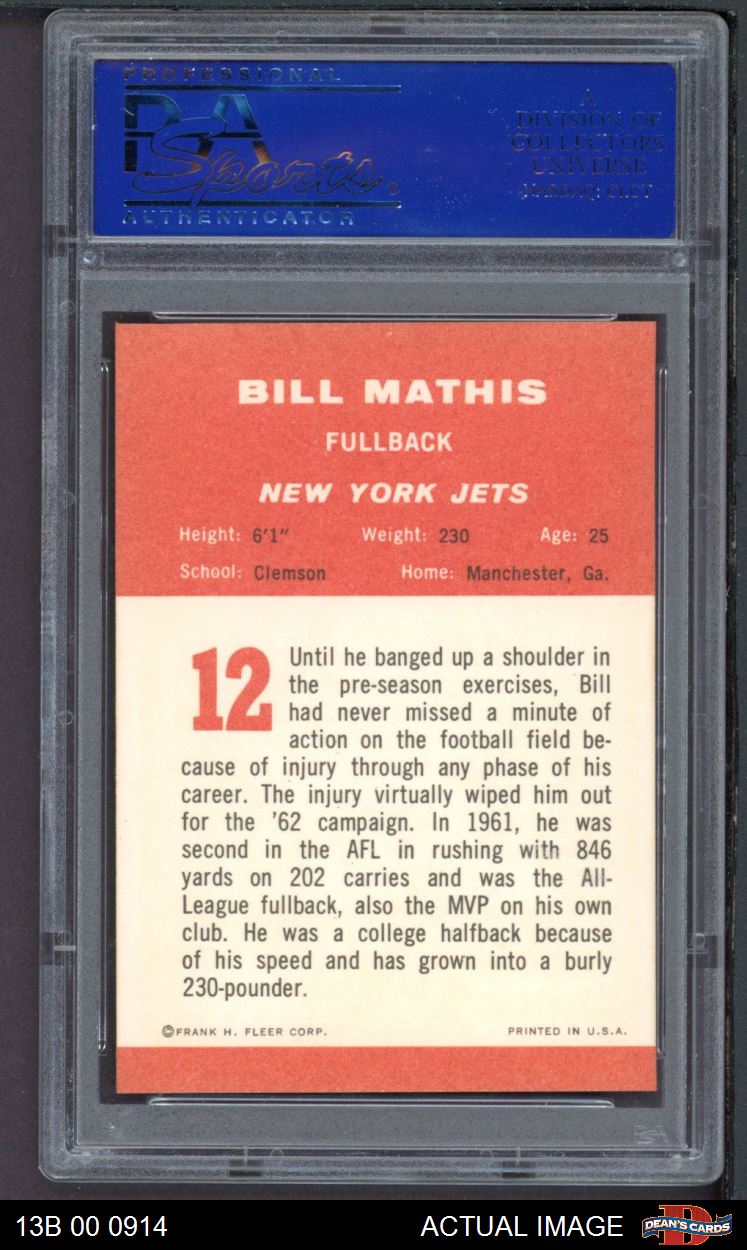 PROFESSIONAL
PSA
Sports®
AUTHENTICATOR
A
DIVISION OF
COLLECTORS
UNIVERSE
NASDAQ: CLCT
BILL MATHIS
FULLBACK
NEW YORK JETS
Height: 6'1" Weight: 230 Age: 25
School: Clemson Home: Manchester, Ga.
12
Until he banged up a shoulder in
the pre-season exercises, Bill
had never missed a minute of
action on the football field be-
cause of injury through any phase of his
career. The injury virtually wiped him out
for the '62 campaign. In 1961, he was
second in the AFL in rushing with 846
yards on 202 carries and was the All-
League fullback, also the MVP on his own
club. He was a college halfback because
of his speed and has grown into a burly
230-pounder.
©FRANK H. FLEER CORP. PRINTED IN U.S.A.
PSA
13B 00 0914 ACTUAL IMAGE DEAN'S CARDS